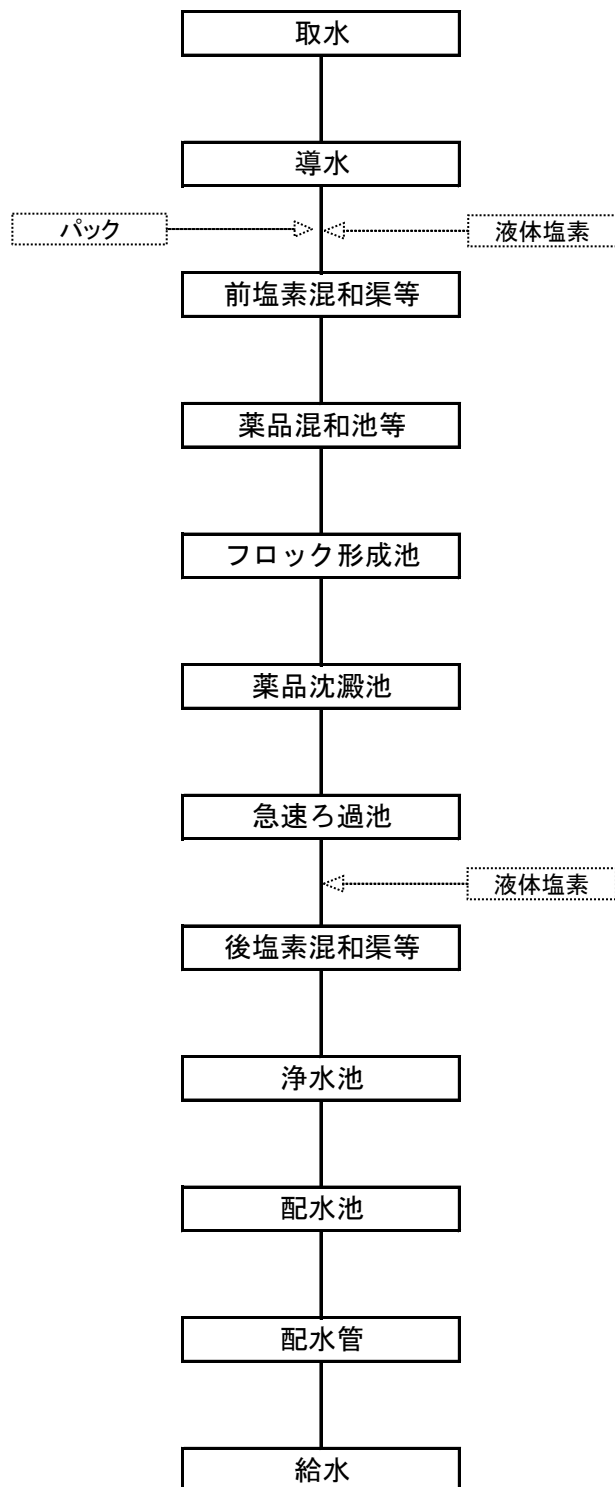 取水
導水
パック
液体塩素
前塩素混和渠等
薬品混和池等
フロック形成池
薬品沈澱池
急速ろ過池
液体塩素
後塩素混和渠等
浄水池
配水池
配水管
給水